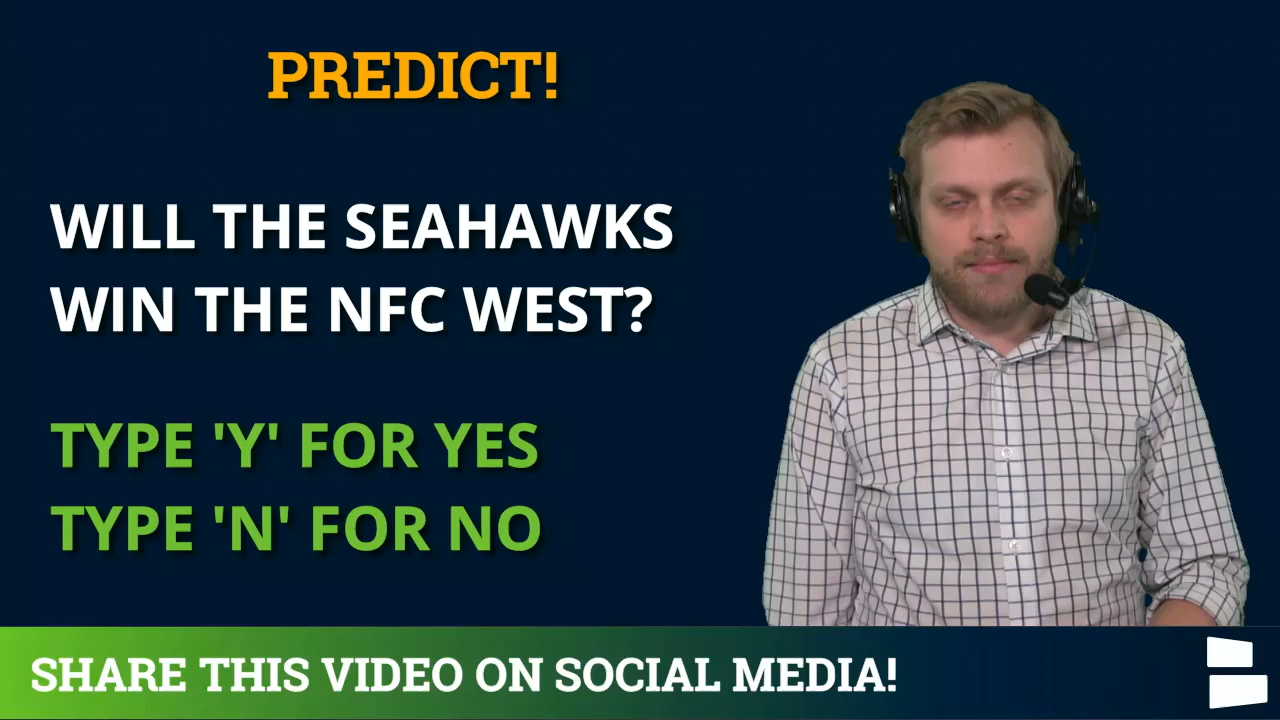 PREDICT!
WILL THE SEAHAWKS
WIN THE NFC WEST?
TYPE 'Y' FOR YES
TYPE 'N' FOR NO
SHARE THIS VIDEO ON SOCIAL MEDIA!